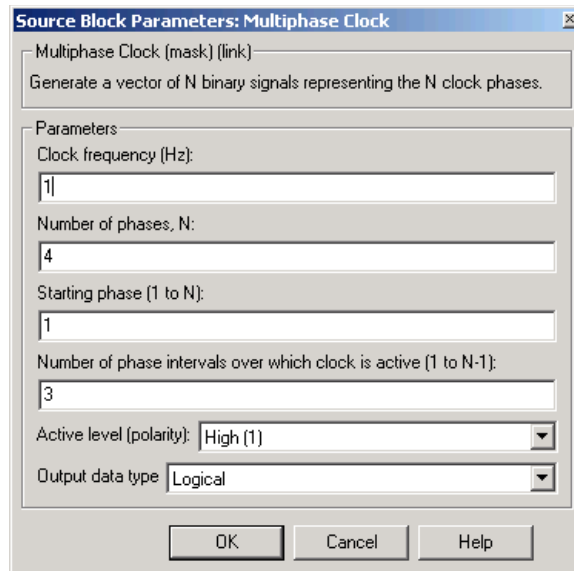 Source Block Parameters: Multiphase Clock
Multiphase Clock (mask) (link)
Generate a vector of N binary signals representing the N clock phases.
Parameters
Clock frequency (Hz):
1
Number of phases, N:
4
Starting phase (1 to N):
1
Number of phase intervals over which clock is active (1 to N-1):
3
Active level (polarity): High (1)
Output data type Logical
OK Cancel Help